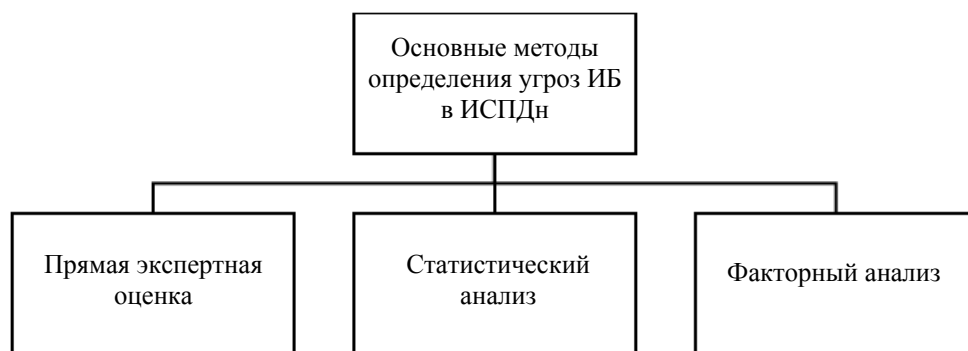 Основные методы
определения угроз ИБ
в ИСПДн
Прямая экспертная
оценка
Статистический
анализ
Факторный анализ